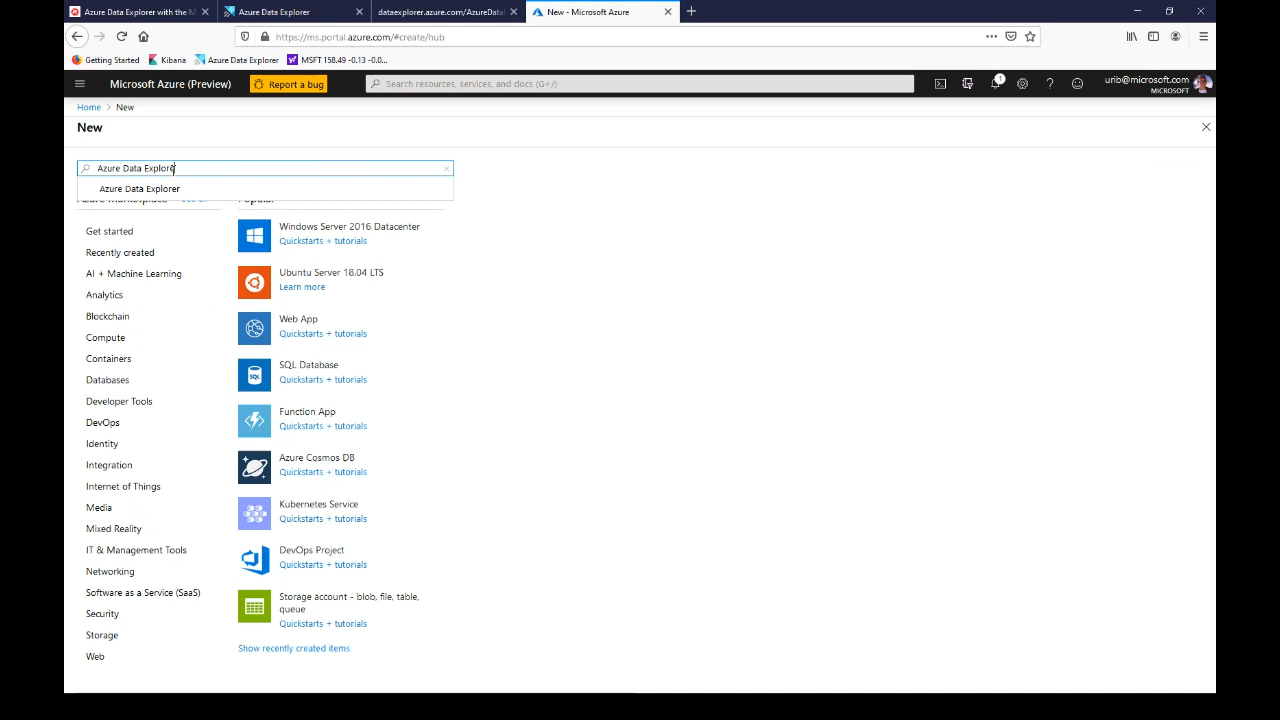 Azure Data Explorer with the M
Azure Data Explorer
dataexplorer.azure.com/AzureData
New - Microsoft Azure
https://ms.portal.azure.com/#create/hub
Getting Started
Kibana
Azure Data Explorer
MSFT 158.49 -0.13 -0.0...
Microsoft Azure (Preview)
Report a bug
Search resources, services, and docs (G+/)
1
urib@microsoft.com
MICROSOFT
Home > New
New
Azure Data Explore
Azure Data Explorer
Get started
Recently created
AI + Machine Learning
Analytics
Blockchain
Compute
Containers
Databases
Developer Tools
DevOps
Identity
Integration
Internet of Things
Media
Mixed Reality
IT & Management Tools
Networking
Software as a Service (SaaS)
Security
Storage
Web
Windows Server 2016 Datacenter
Quickstarts + tutorials
Ubuntu Server 18.04 LTS
Learn more
Web App
Quickstarts + tutorials
SQL
SQL Database
Quickstarts + tutorials
Function App
Quickstarts + tutorials
Azure Cosmos DB
Quickstarts + tutorials
Kubernetes Service
Quickstarts + tutorials
DevOps Project
Quickstarts + tutorials
Storage account - blob, file, table,
queue
Quickstarts + tutorials
Show recently created items